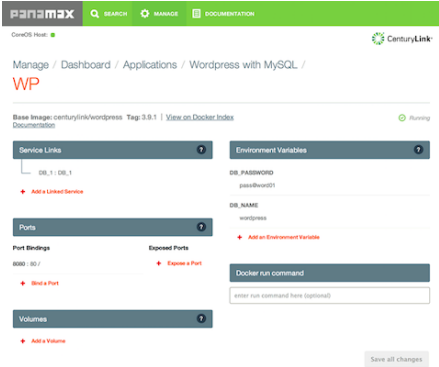 panamax SEARCH MANAGE DOCUMENTATION
CoreOS Host:
CenturyLink
Manage / Dashboard / Applications / Wordpress with MySQL /
WP
Base Image: centurylink/wordpress Tag: 3.9.1 | View on Docker Index
Running
Documentation
Service Links ?
DB_1 : DB_1
+ Add a Linked Service
Ports ?
Port Bindings Exposed Ports
8080 : 80 / + Expose a Port
+ Bind a Port
Volumes ?
+ Add a Volume
Environment Variables ?
DB_PASSWORD
pass@word01
DB_NAME
wordpress
+ Add an Environment Variable
Docker run command
enter run command here (optional)
Save all changes